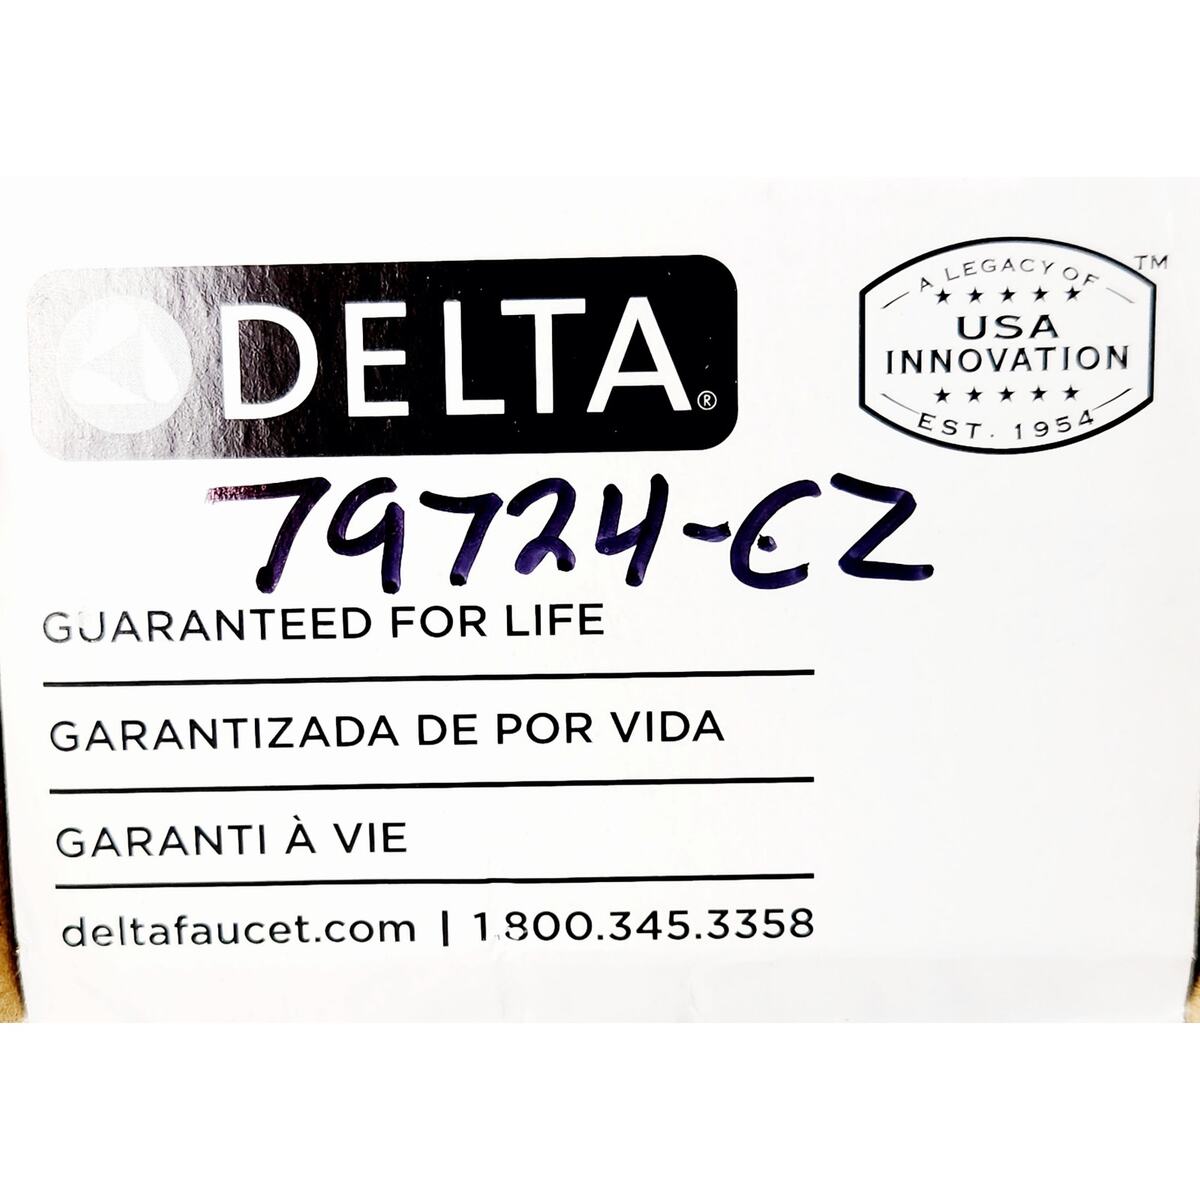 DELTA®
A LEGACY OF
USA
INNOVATION
EST. 1954
TM
79724-CZ
GUARANTEED FOR LIFE
GARANTIZADA DE POR VIDA
GARANTI À VIE
deltafaucet.com | 1.800.345.3358